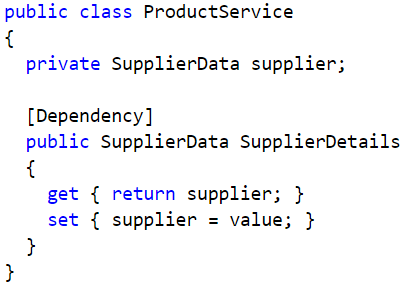 public class ProductService
{
  private SupplierData supplier;

  [Dependency]
  public SupplierData SupplierDetails
  {
    get { return supplier; }
    set { supplier = value; }
  }
}